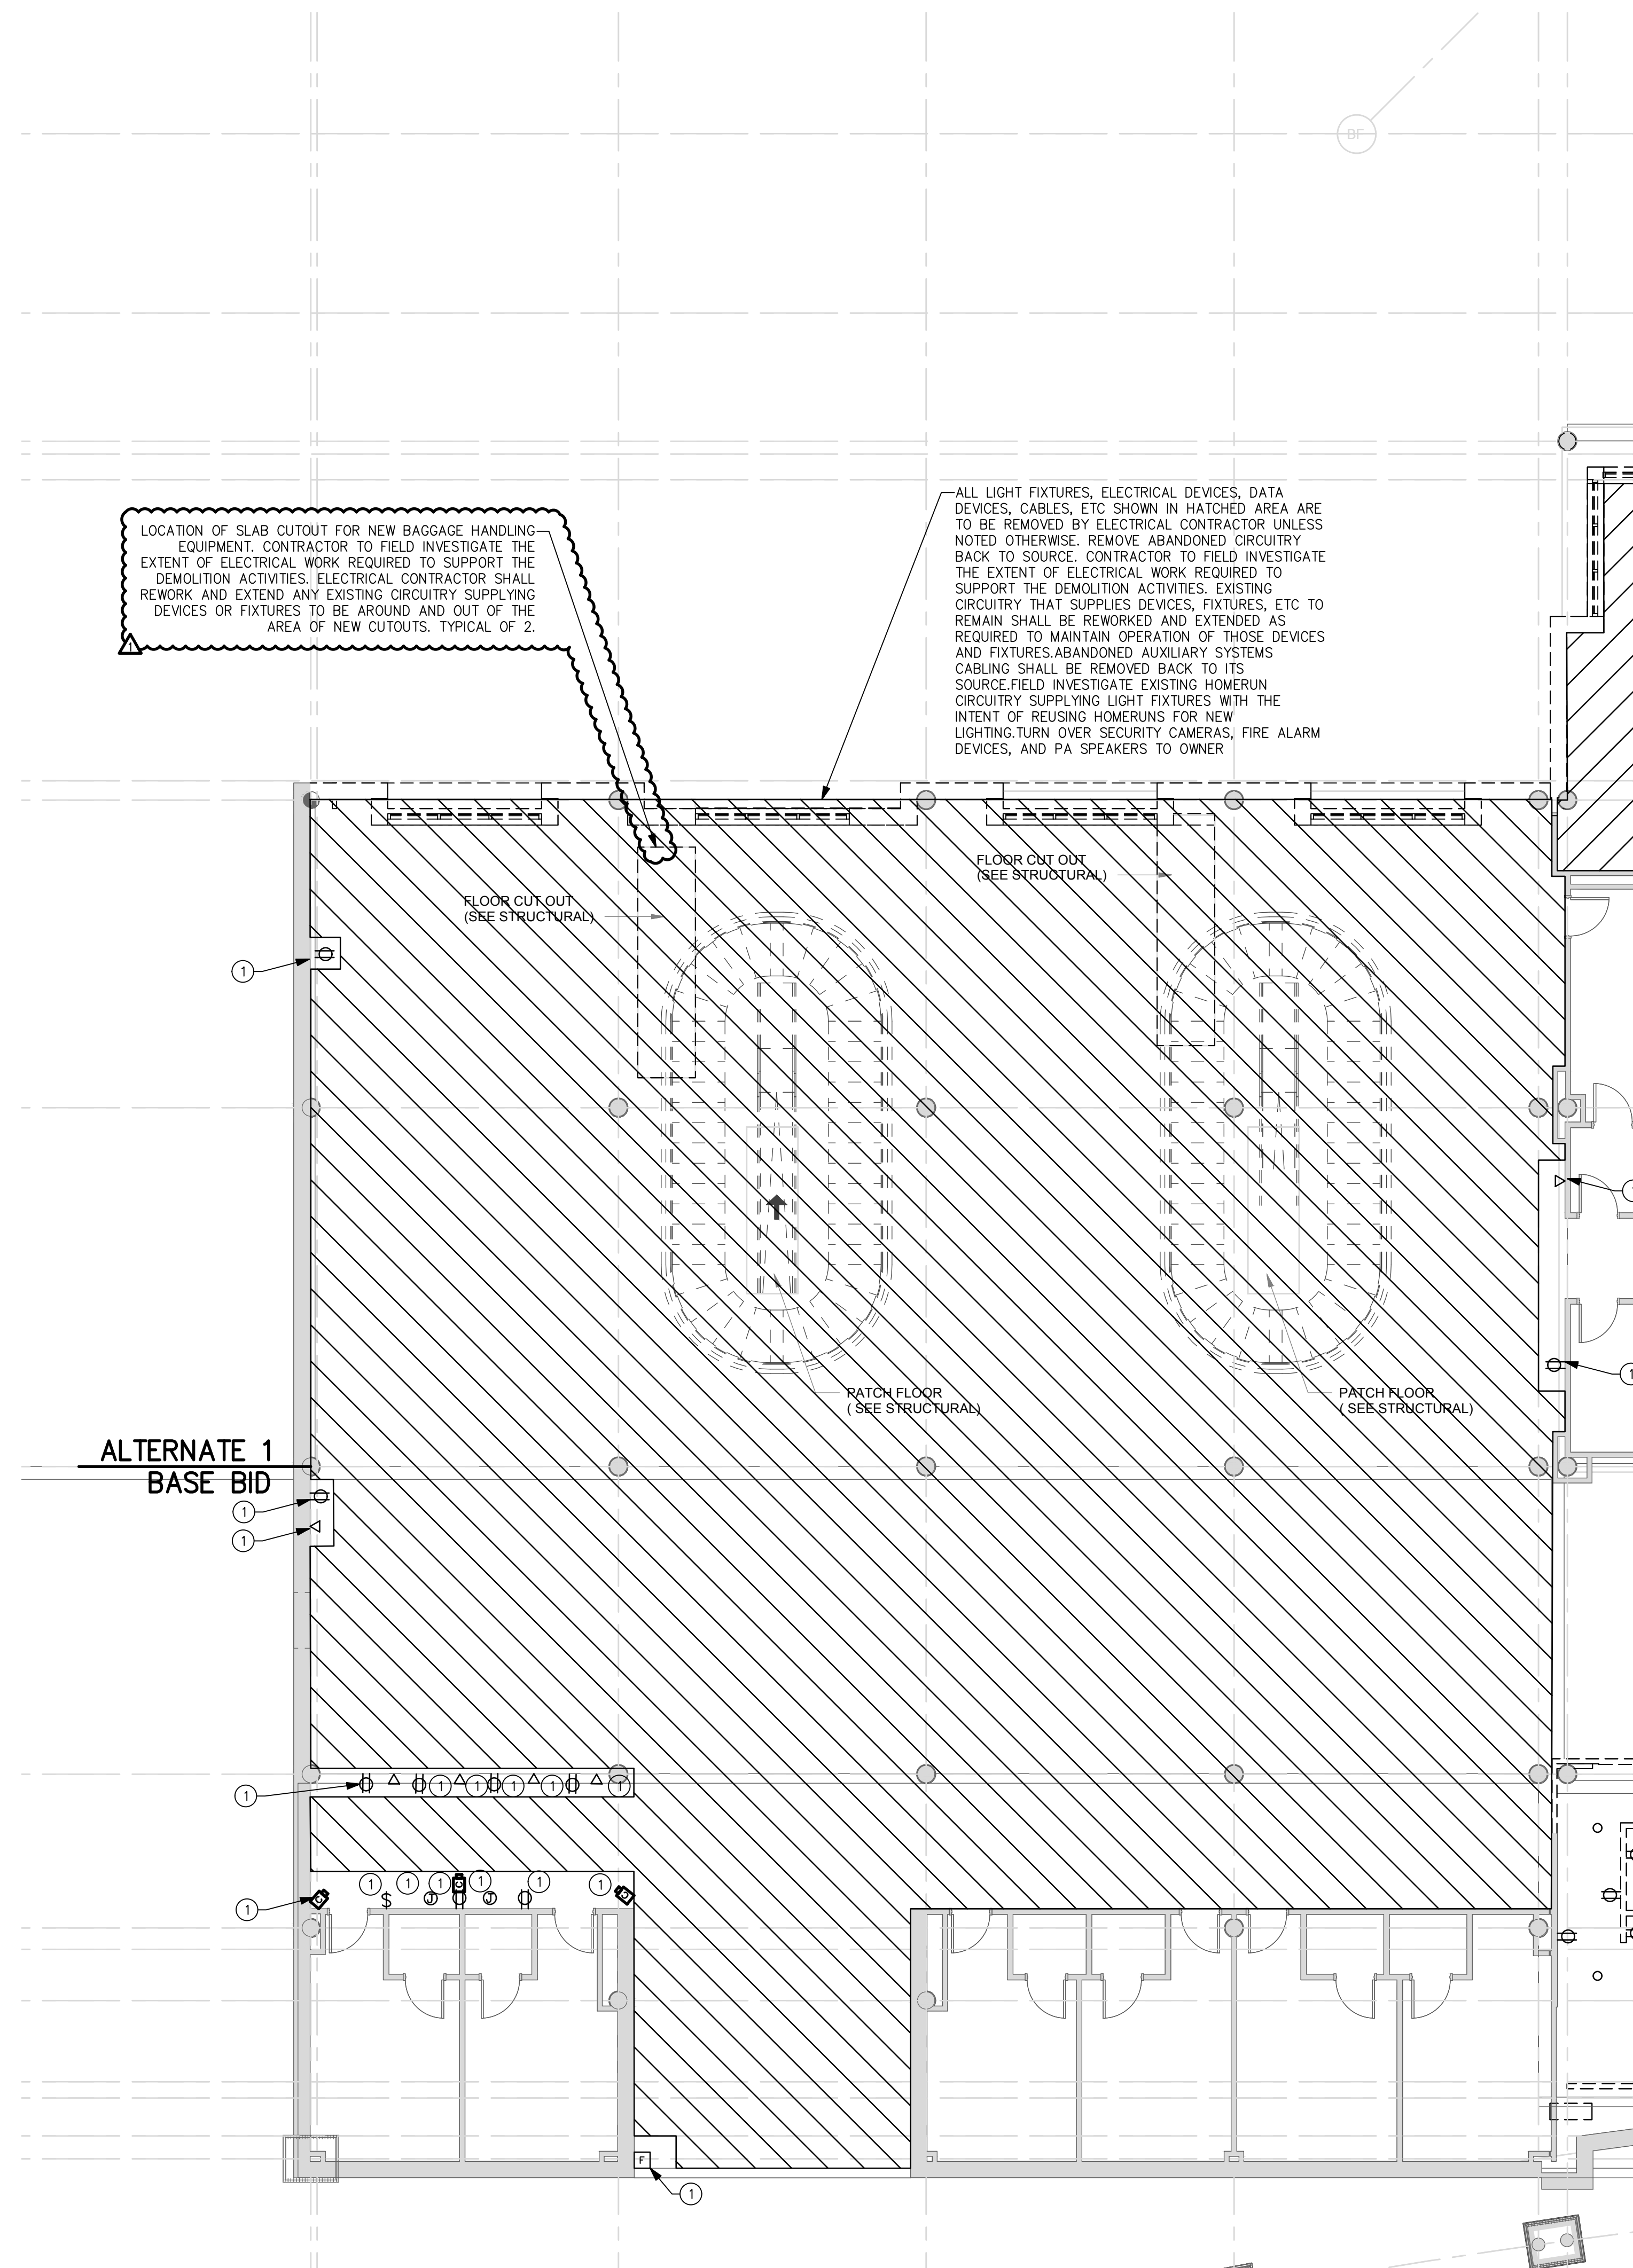 BF
LOCATION OF SLAB CUTOUT FOR NEW BAGGAGE HANDLING
EQUIPMENT. CONTRACTOR TO FIELD INVESTIGATE THE
EXTENT OF ELECTRICAL WORK REQUIRED TO SUPPORT THE
DEMOLITION ACTIVITIES. ELECTRICAL CONTRACTOR SHALL
REWORK AND EXTEND ANY EXISTING CIRCUITRY SUPPLYING
DEVICES OR FIXTURES TO BE AROUND AND OUT OF THE
AREA OF NEW CUTOUTS. TYPICAL OF 2.
1
ALL LIGHT FIXTURES, ELECTRICAL DEVICES, DATA
DEVICES, CABLES, ETC SHOWN IN HATCHED AREA ARE
TO BE REMOVED BY ELECTRICAL CONTRACTOR UNLESS
NOTED OTHERWISE. REMOVE ABANDONED CIRCUITRY
BACK TO SOURCE. CONTRACTOR TO FIELD INVESTIGATE
THE EXTENT OF ELECTRICAL WORK REQUIRED TO
SUPPORT THE DEMOLITION ACTIVITIES. EXISTING
CIRCUITRY THAT SUPPLIES DEVICES, FIXTURES, ETC TO
REMAIN SHALL BE REWORKED AND EXTENDED AS
REQUIRED TO MAINTAIN OPERATION OF THOSE DEVICES
AND FIXTURES.ABANDONED AUXILIARY SYSTEMS
CABLING SHALL BE REMOVED BACK TO ITS
SOURCE.FIELD INVESTIGATE EXISTING HOMERUN
CIRCUITRY SUPPLYING LIGHT FIXTURES WITH THE
INTENT OF REUSING HOMERUNS FOR NEW
LIGHTING.TURN OVER SECURITY CAMERAS, FIRE ALARM
DEVICES, AND PA SPEAKERS TO OWNER
FLOOR CUT OUT
(SEE STRUCTURAL)
FLOOR CUT OUT
(SEE STRUCTURAL)
1
1
PATCH FLOOR
( SEE STRUCTURAL)
PATCH FLOOR
( SEE STRUCTURAL)
1
ALTERNATE 1
BASE BID
1
1
1 1 1 1 1 1
1 1 1 1 1 1
$ J J
1
F
1